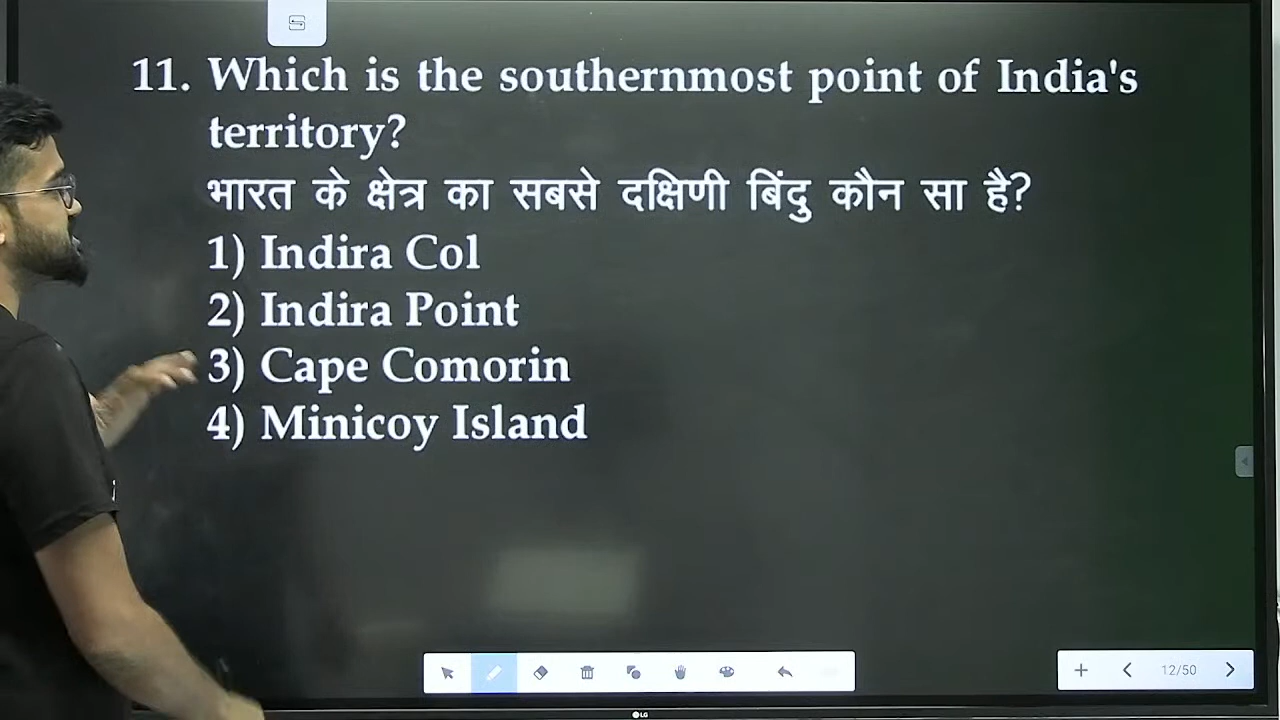 11. Which is the southernmost point of India's
territory?
भारत के क्षेत्र का सबसे दक्षिणी बिंदु कौन सा है?
1) Indira Col
2) Indira Point
3) Cape Comorin
4) Minicoy Island
12/50
LG